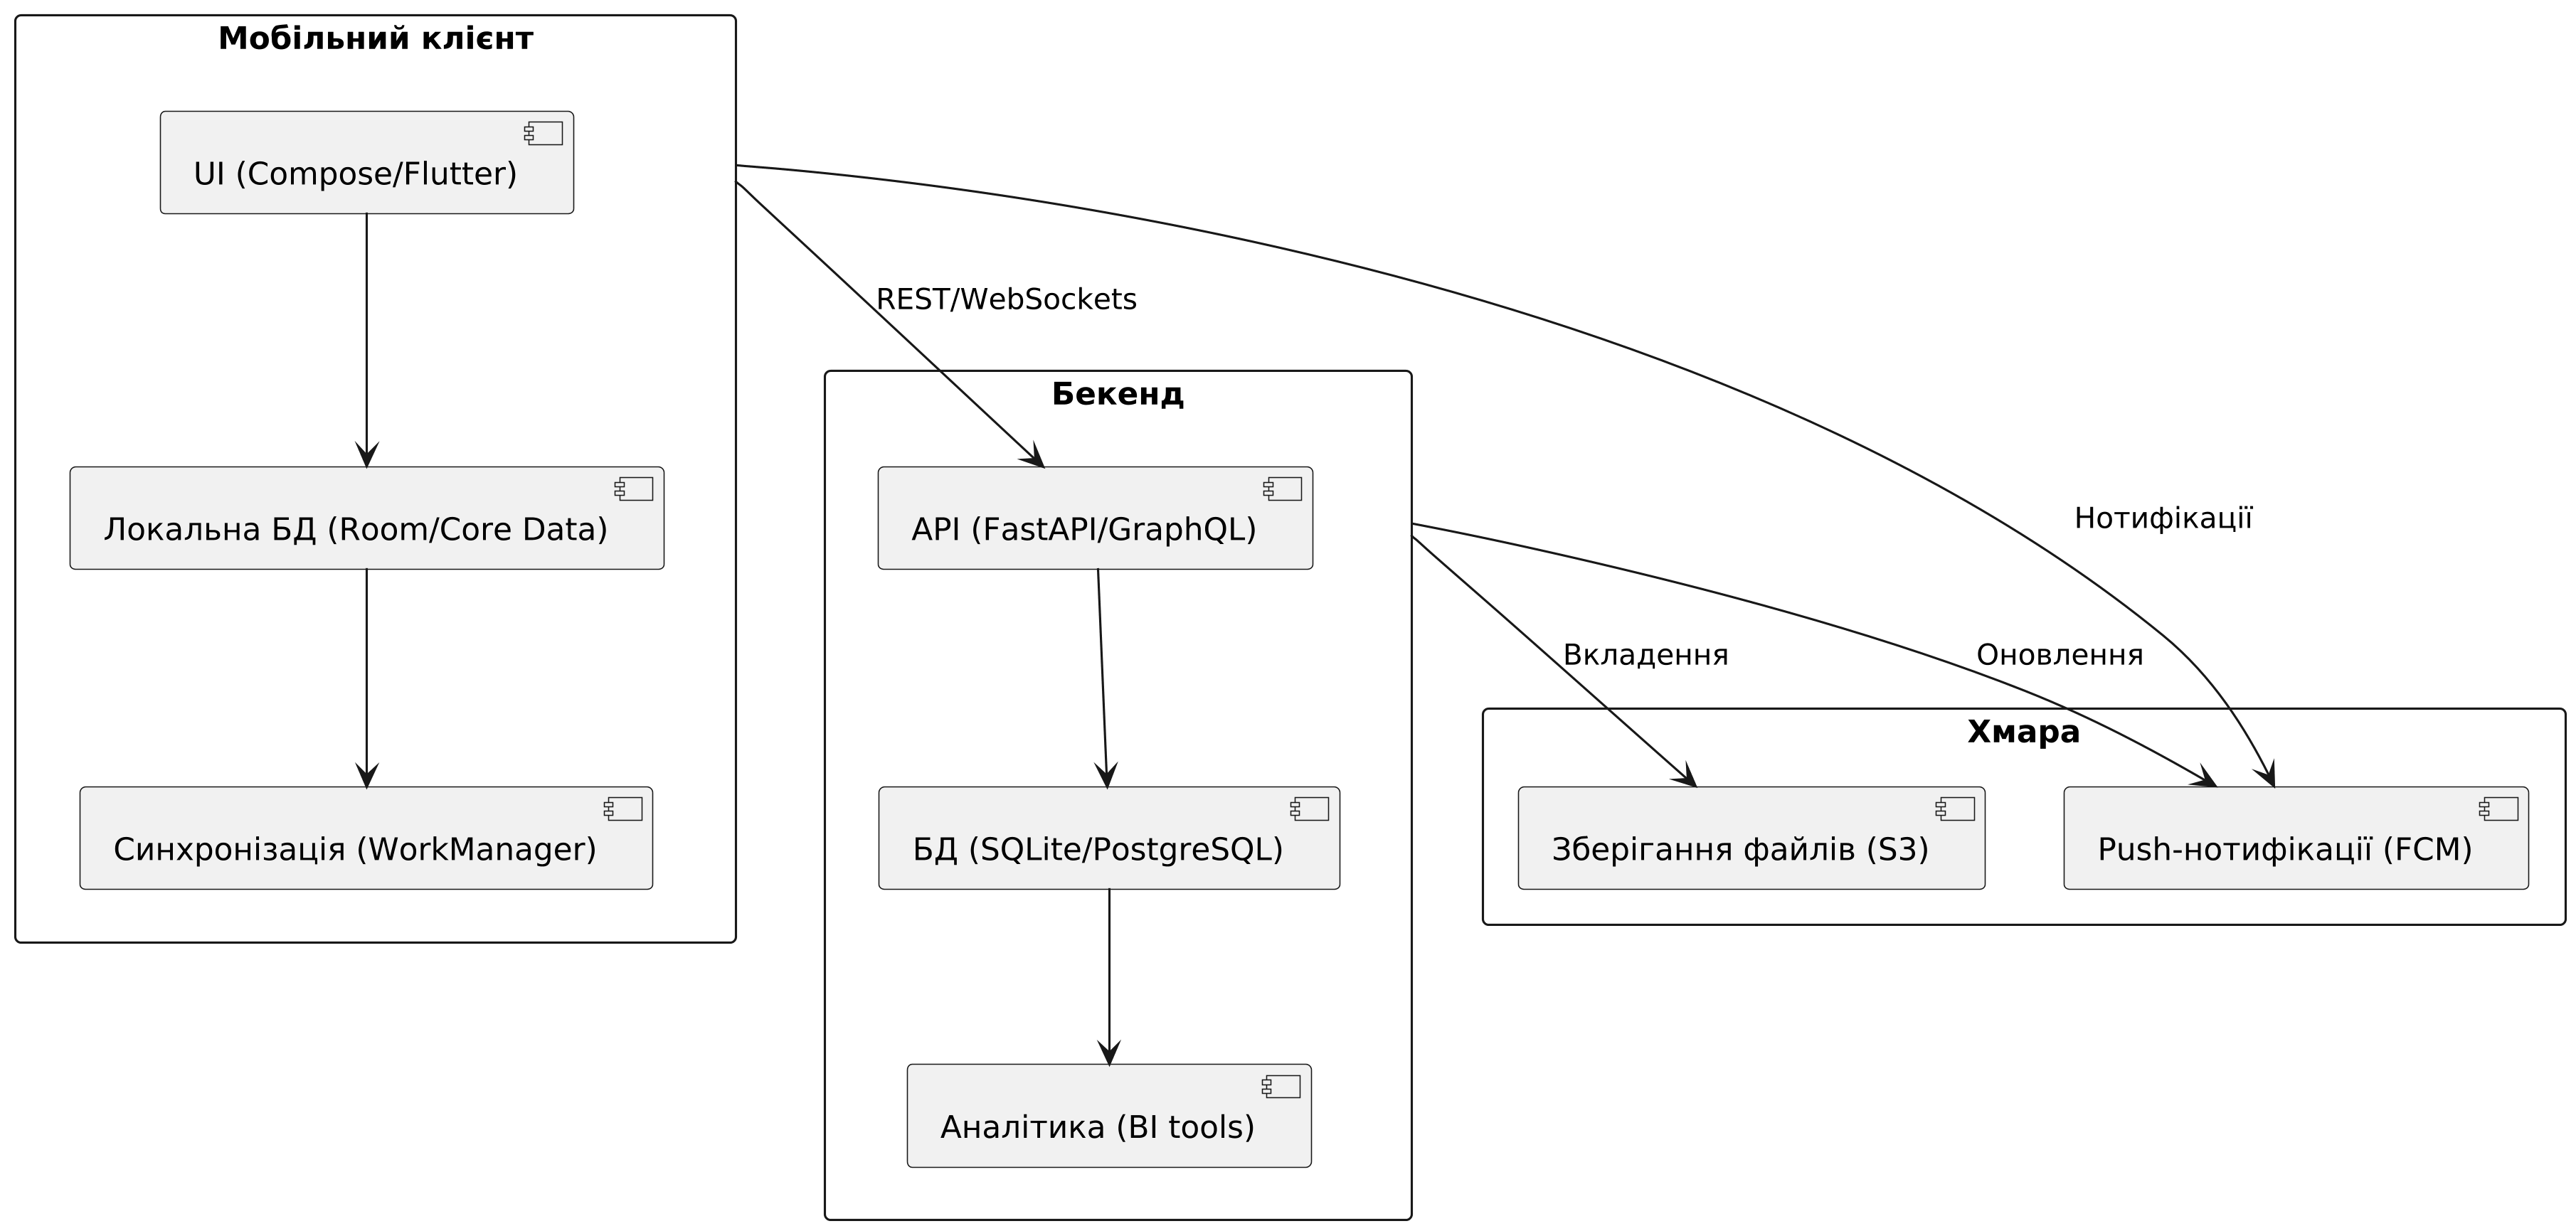 Мобільний клієнт
UI (Compose/Flutter)
REST/WebSockets
Локальна БД (Room/Core Data)
Синхронізація (WorkManager)
Бекенд
API (FastAPI/GraphQL)
БД (SQLite/PostgreSQL)
Аналітика (BI tools)
Нотифікації
Вкладення
Оновлення
Хмара
Зберігання файлів (S3)
Push-нотифікації (FCM)